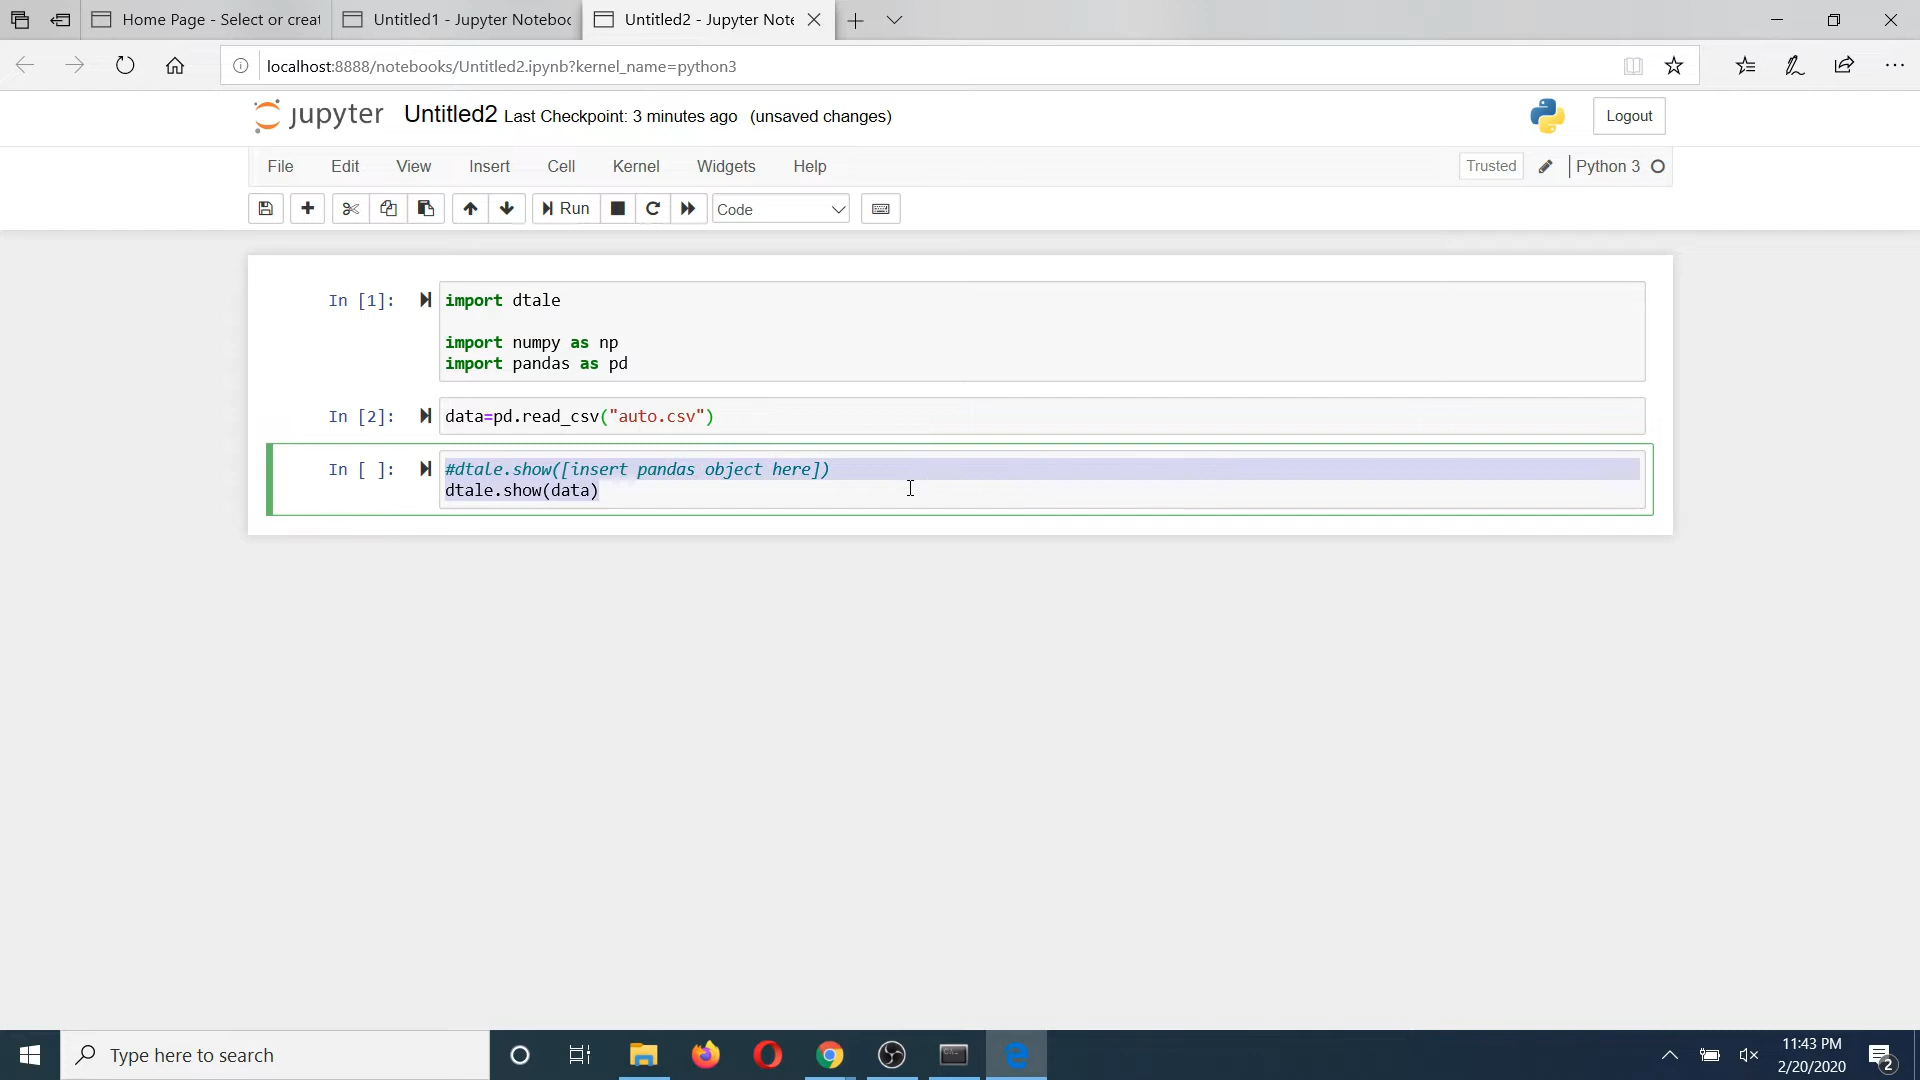 Home Page - Select or creat
Untitled1 - Jupyter Noteboo
Untitled2 - Jupyter Note
localhost:8888/notebooks/Untitled2.ipynb?kernel_name=python3
jupyter Untitled2 Last Checkpoint: 3 minutes ago (unsaved changes)
Logout
File Edit View Insert Cell Kernel Widgets Help
Trusted Python 3
Run Code
In [1]: import dtale
import numpy as np
import pandas as pd
In [2]: data=pd.read_csv("auto.csv")
In [ ]: #dtale.show([insert pandas object here])
dtale.show(data)
Type here to search
11:43 PM
2/20/2020
2